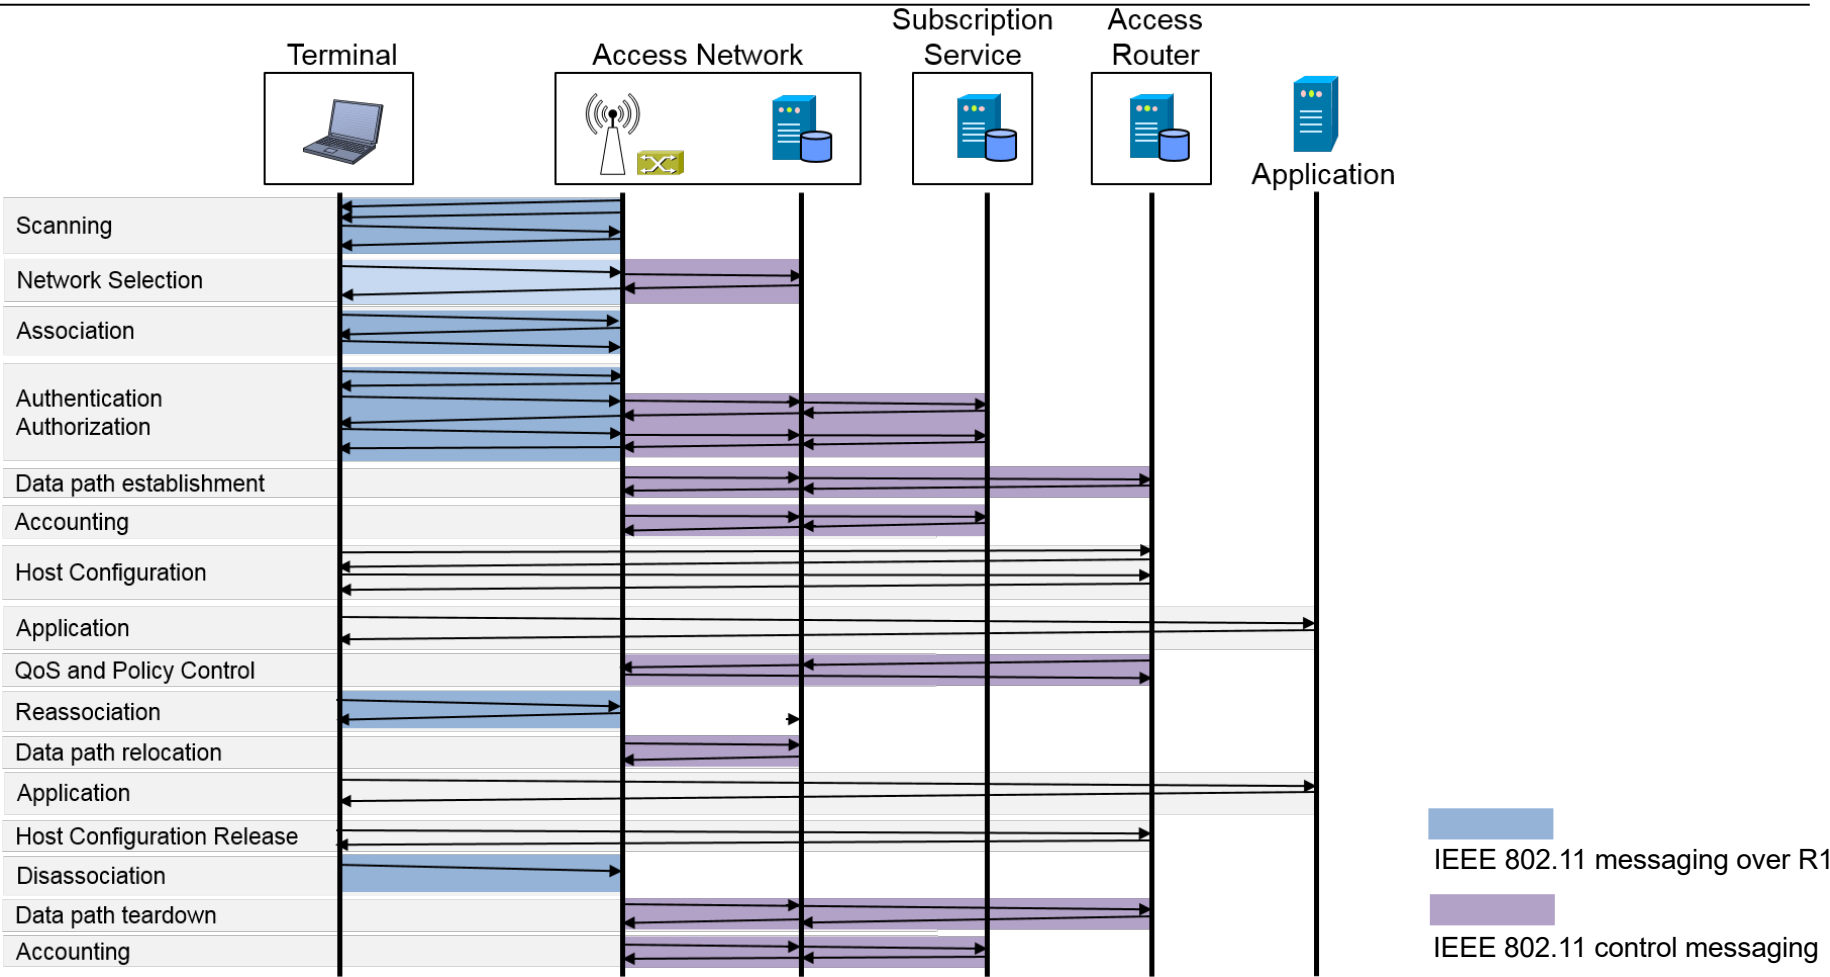 Subscription
Service
Access
Router
Terminal
Access Network
Application
Scanning
Network Selection
Association
Authentication
Authorization
Data path establishment
Accounting
Host Configuration
Application
QoS and Policy Control
Reassociation
Data path relocation
Application
Host Configuration Release
Disassociation
Data path teardown
Accounting
IEEE 802.11 messaging over R1
IEEE 802.11 control messaging